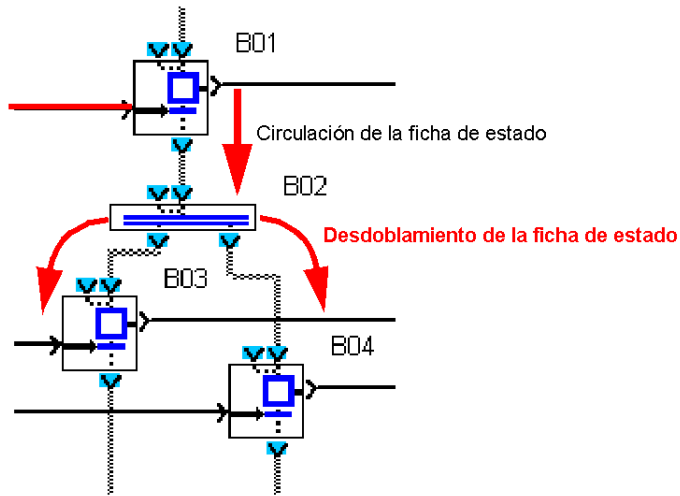 B01
Circulación de la ficha de estado
B02
Desdoblamiento de la ficha de estado
B03
B04